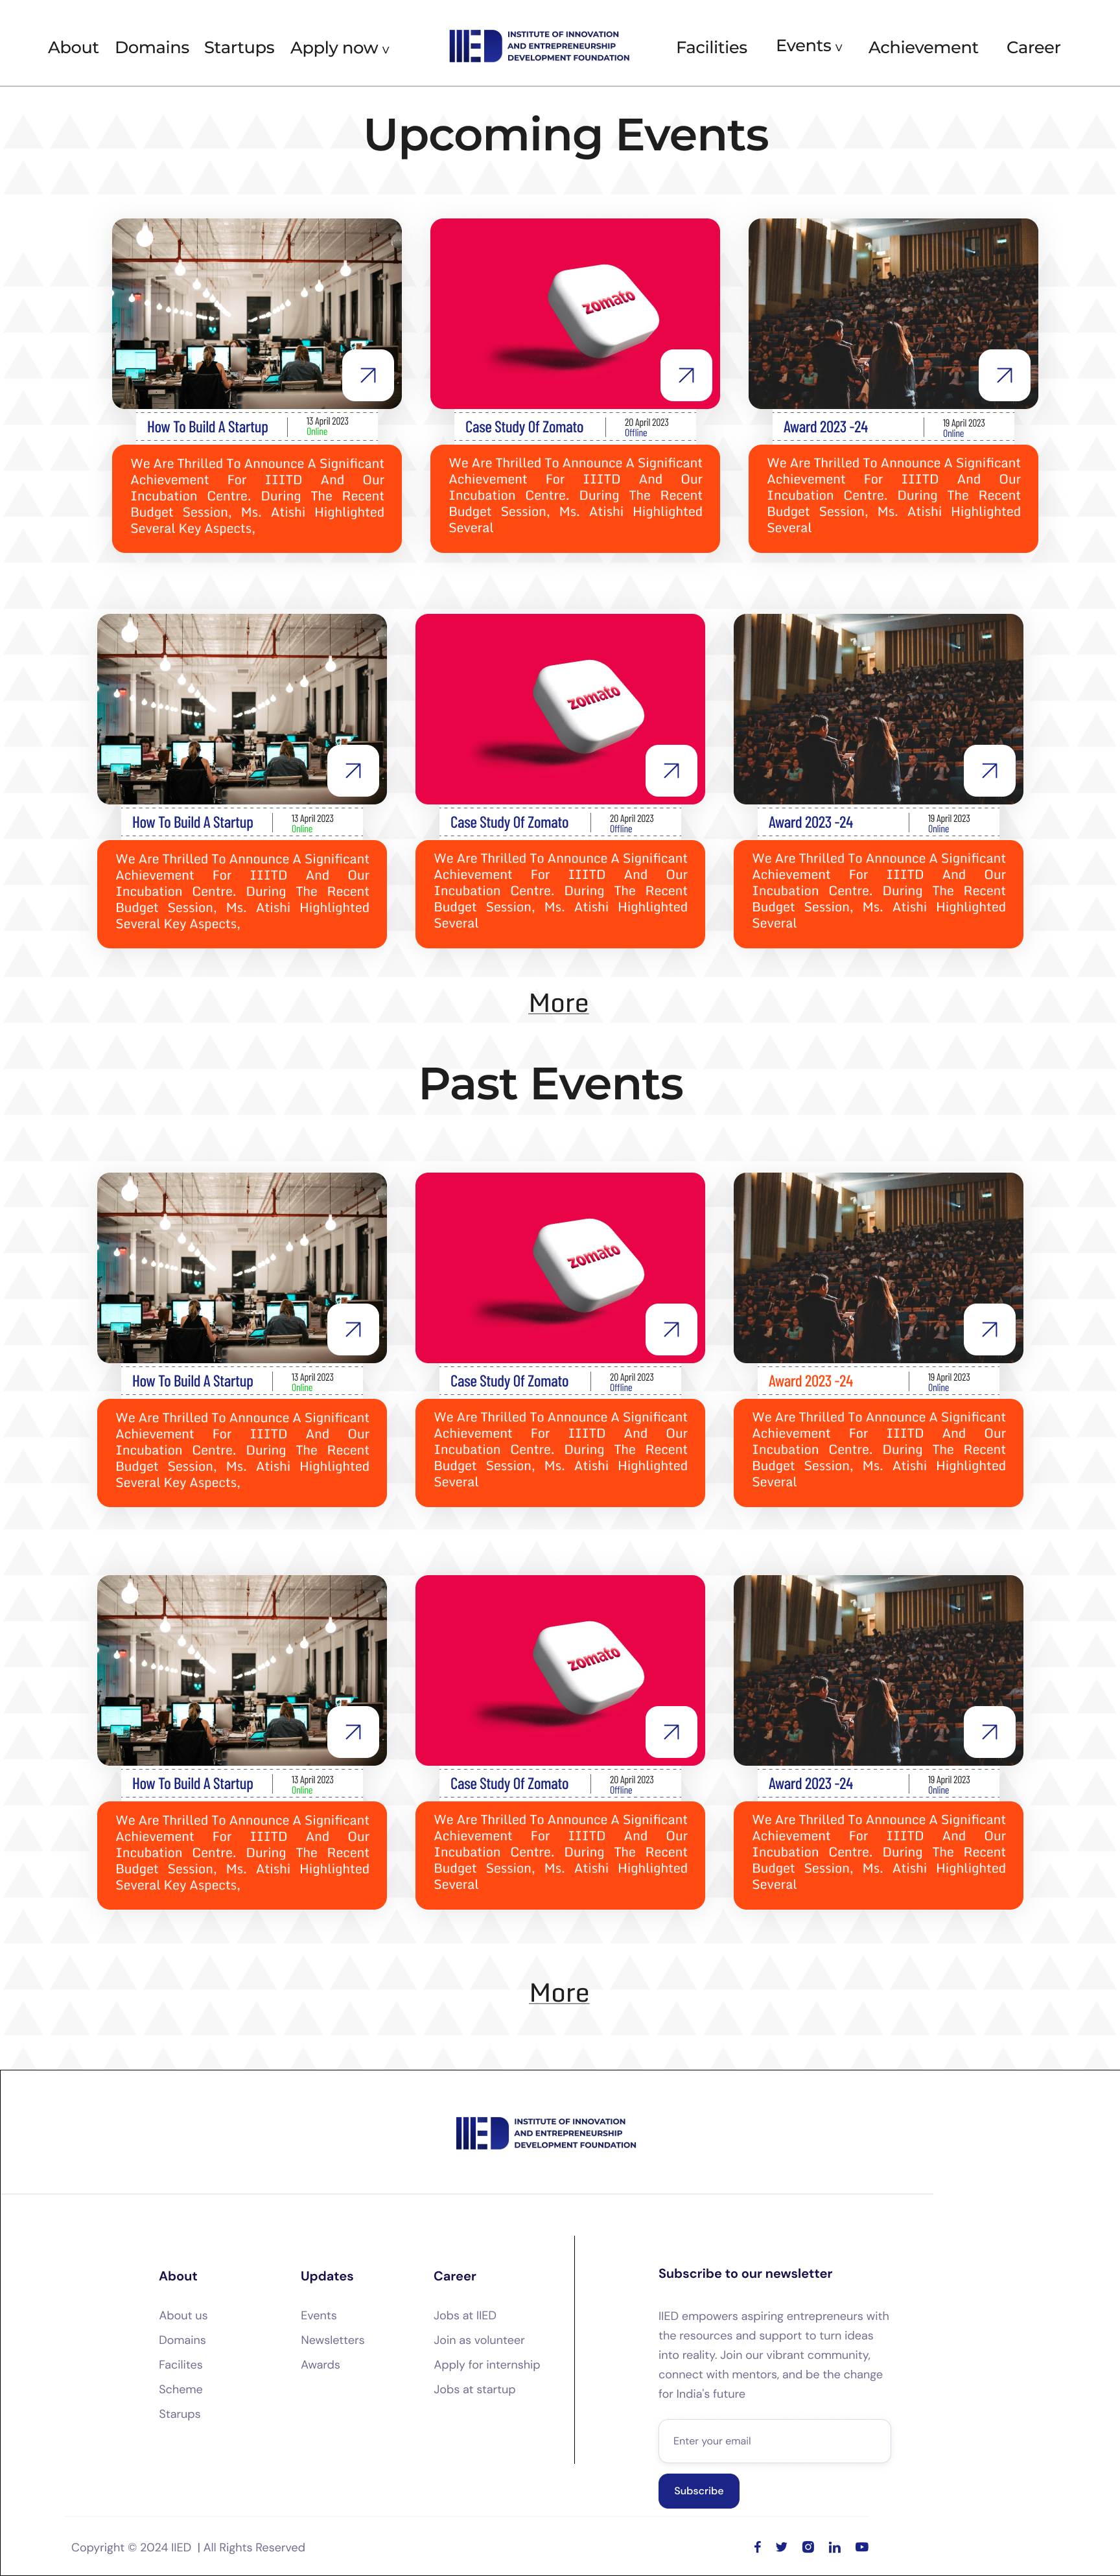 About Domains Startups Apply now v
INSTITUTE OF INNOVATION
AND ENTREPRENEURSHIP
DEVELOPMENT FOUNDATION
Facilities Events v Achievement Career
Upcoming Events
zomato
How To Build A Startup
13 April 2023
Online
Case Study Of Zomato
20 April 2023
Offline
Award 2023 -24
19 April 2023
Online
We Are Thrilled To Announce A Significant
Achievement For IIITD And Our
Incubation Centre. During The Recent
Budget Session, Ms. Atishi Highlighted
Several Key Aspects,
We Are Thrilled To Announce A Significant
Achievement For IIITD And Our
Incubation Centre. During The Recent
Budget Session, Ms. Atishi Highlighted
Several
We Are Thrilled To Announce A Significant
Achievement For IIITD And Our
Incubation Centre. During The Recent
Budget Session, Ms. Atishi Highlighted
Several
zomato
How To Build A Startup
13 April 2023
Online
Case Study Of Zomato
20 April 2023
Offline
Award 2023 -24
19 April 2023
Online
We Are Thrilled To Announce A Significant
Achievement For IIITD And Our
Incubation Centre. During The Recent
Budget Session, Ms. Atishi Highlighted
Several Key Aspects,
We Are Thrilled To Announce A Significant
Achievement For IIITD And Our
Incubation Centre. During The Recent
Budget Session, Ms. Atishi Highlighted
Several
We Are Thrilled To Announce A Significant
Achievement For IIITD And Our
Incubation Centre. During The Recent
Budget Session, Ms. Atishi Highlighted
Several
More
Past Events
zomato
How To Build A Startup
13 April 2023
Online
Case Study Of Zomato
20 April 2023
Offline
Award 2023 -24
19 April 2023
Online
We Are Thrilled To Announce A Significant
Achievement For IIITD And Our
Incubation Centre. During The Recent
Budget Session, Ms. Atishi Highlighted
Several Key Aspects,
We Are Thrilled To Announce A Significant
Achievement For IIITD And Our
Incubation Centre. During The Recent
Budget Session, Ms. Atishi Highlighted
Several
We Are Thrilled To Announce A Significant
Achievement For IIITD And Our
Incubation Centre. During The Recent
Budget Session, Ms. Atishi Highlighted
Several
zomato
How To Build A Startup
13 April 2023
Online
Case Study Of Zomato
20 April 2023
Offline
Award 2023 -24
19 April 2023
Online
We Are Thrilled To Announce A Significant
Achievement For IIITD And Our
Incubation Centre. During The Recent
Budget Session, Ms. Atishi Highlighted
Several Key Aspects,
We Are Thrilled To Announce A Significant
Achievement For IIITD And Our
Incubation Centre. During The Recent
Budget Session, Ms. Atishi Highlighted
Several
We Are Thrilled To Announce A Significant
Achievement For IIITD And Our
Incubation Centre. During The Recent
Budget Session, Ms. Atishi Highlighted
Several
More
IIED
INSTITUTE OF INNOVATION
AND ENTREPRENEURSHIP
DEVELOPMENT FOUNDATION
About
About us
Domains
Facilites
Scheme
Starups
Updates
Events
Newsletters
Awards
Career
Jobs at IIED
Join as volunteer
Apply for internship
Jobs at startup
Subscribe to our newsletter
IIED empowers aspiring entrepreneurs with
the resources and support to turn ideas
into reality. Join our vibrant community,
connect with mentors, and be the change
for India's future
Enter your email
Subscribe
Copyright © 2024 IIED | All Rights Reserved